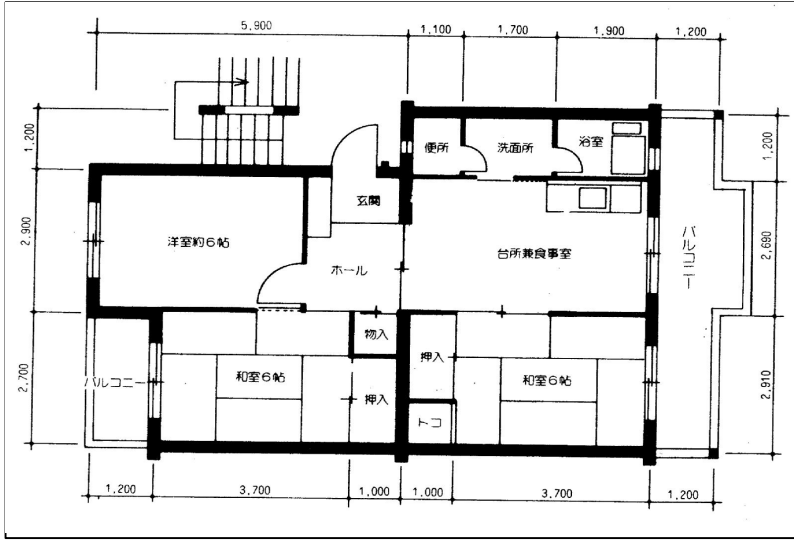 5,900
1,100
1,700
1,900
1,200
1,200
2,900
2,700
便所
洗面所
浴室
玄関
洋室約6帖
ホール
台所兼食事室
バルコニー
1,200
2,690
2,910
物入
押入
バルコニー
和室6帖
押入
和室6帖
トコ
1,200
3,700
1,000
1,000
3,700
1,200